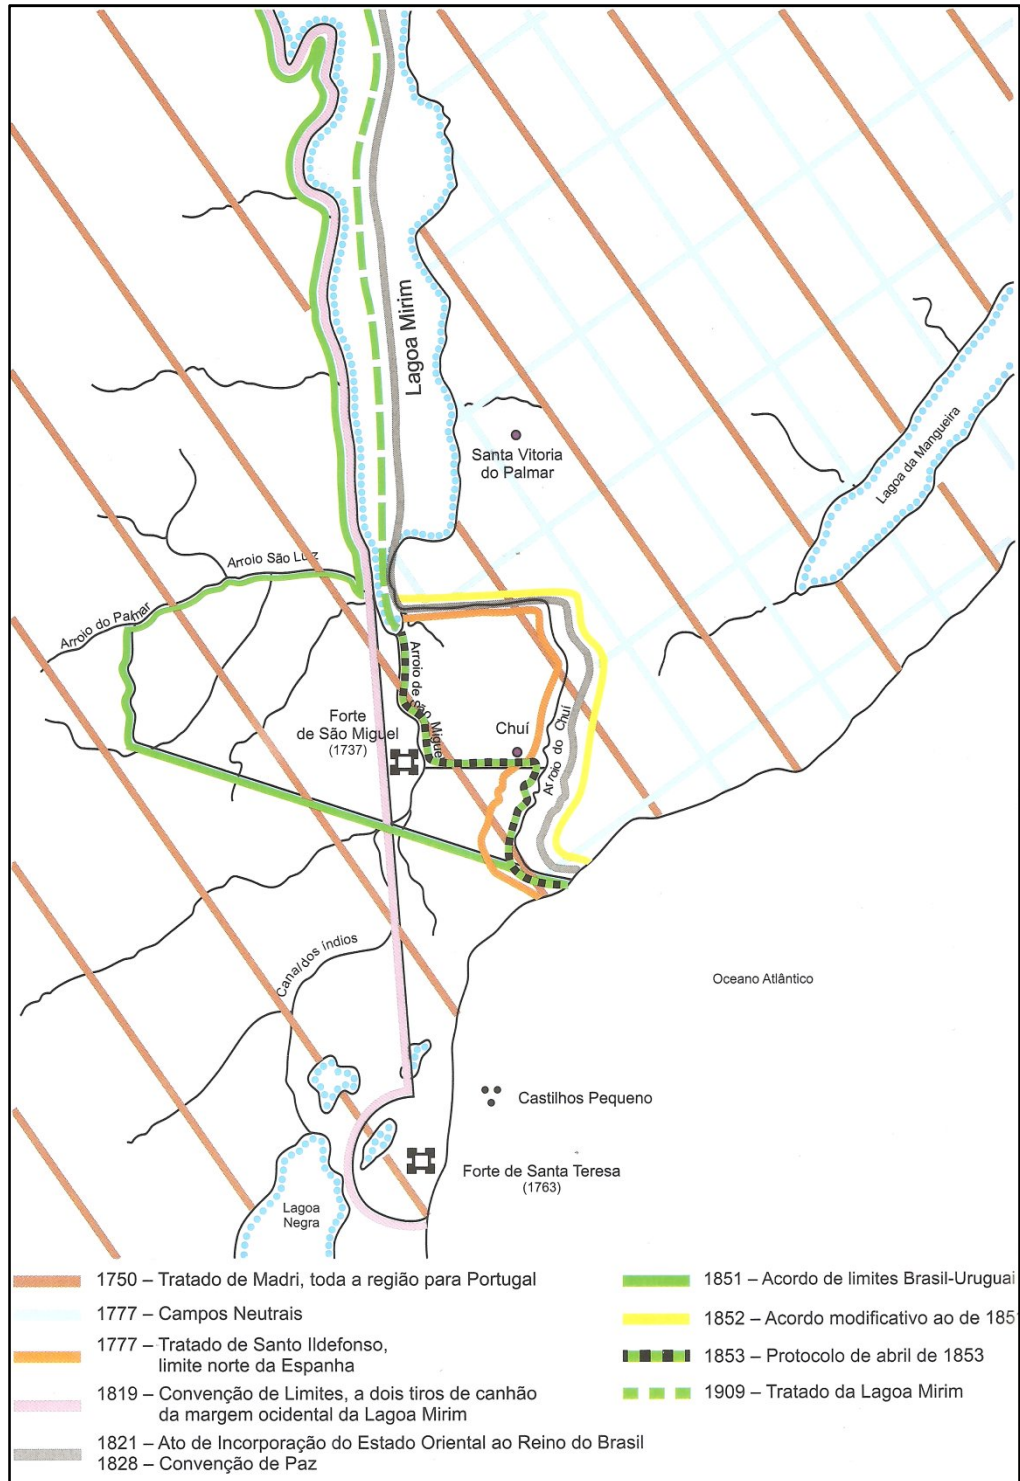 Lagoa Mirim
Santa Vitoria
do Palmar
Lagoa da Mangueira
Arroio São Luiz
Arroio do Palmar
Arroio de São Miguel
Forte
de São Miguel
(1737)
Chuí
Arroio do Chuí
Canal dos Índios
Oceano Atlântico
Castilhos Pequeno
Forte de Santa Teresa
(1763)
Lagoa
Negra
1750 – Tratado de Madri, toda a região para Portugal
1777 – Campos Neutrais
1777 – Tratado de Santo Ildefonso,
limite norte da Espanha
1819 – Convenção de Limites, a dois tiros de canhão
da margem ocidental da Lagoa Mirim
1821 – Ato de Incorporação do Estado Oriental ao Reino do Brasil
1828 – Convenção de Paz
1851 – Acordo de limites Brasil-Uruguai
1852 – Acordo modificativo ao de 185
1853 – Protocolo de abril de 1853
1909 – Tratado da Lagoa Mirim